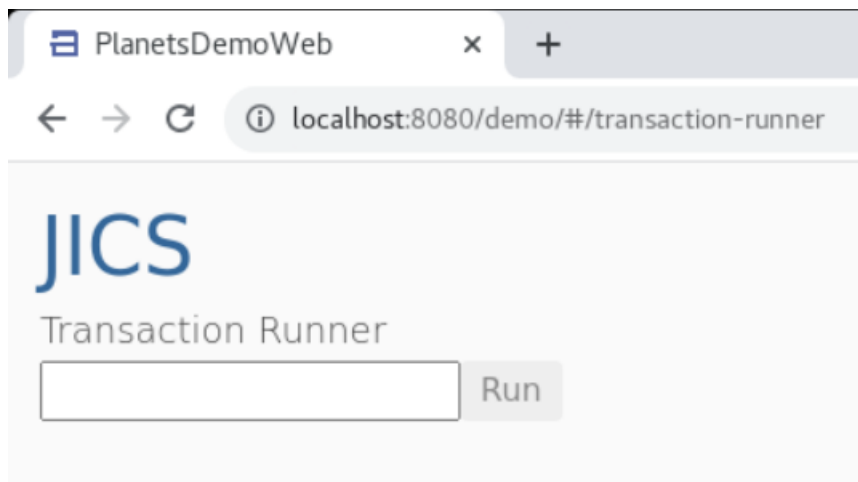 PlanetsDemoWeb
localhost:8080/demo/#/transaction-runner
JICS
Transaction Runner
Run